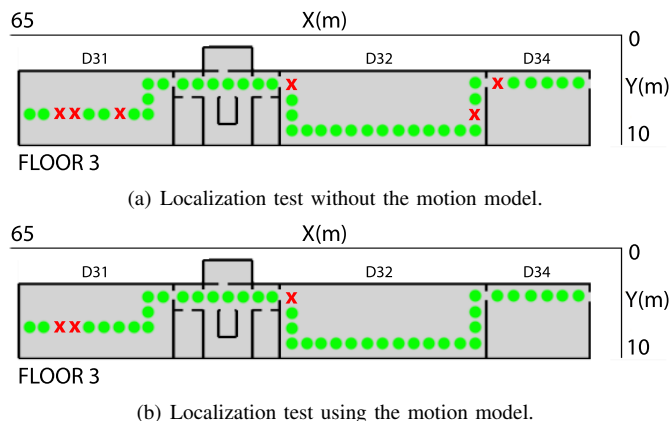 65 X(m) 0
D31 D32 D34
Y(m)
x x x x x x
10
FLOOR 3
(a) Localization test without the motion model.
65 X(m) 0
D31 D32 D34
Y(m)
x x x
10
FLOOR 3
(b) Localization test using the motion model.